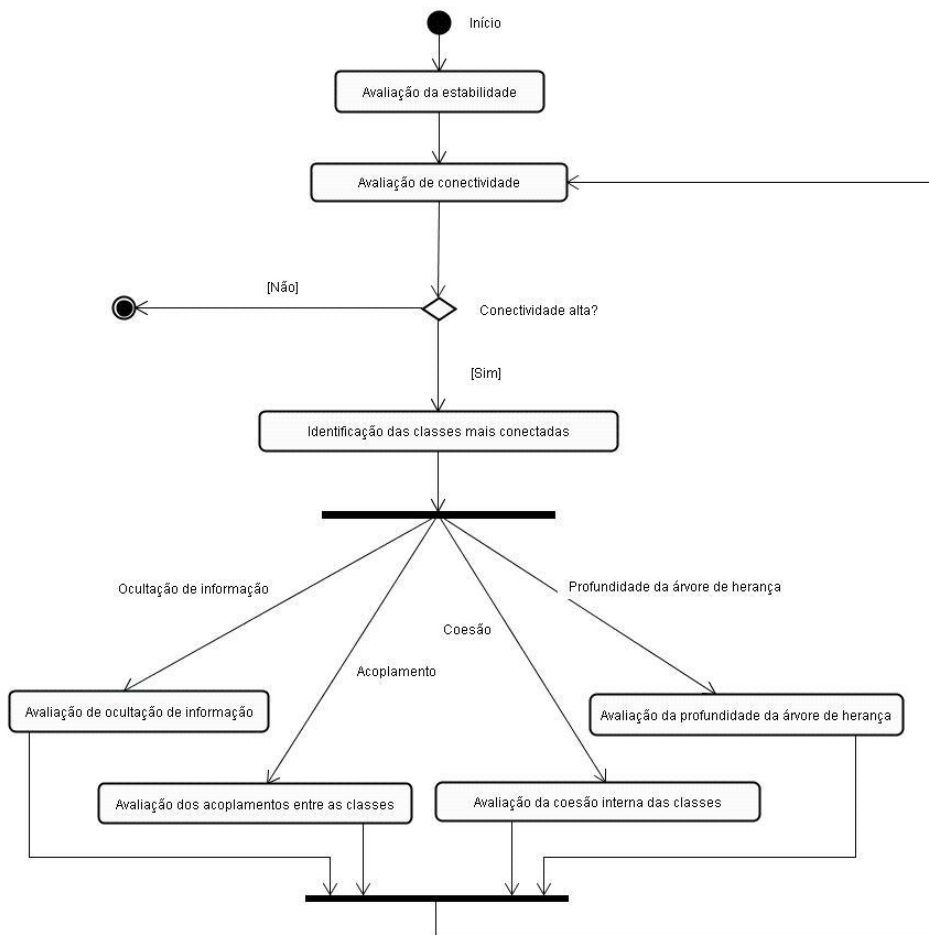 Início
Avaliação da estabilidade
Avaliação de conectividade
[Não]
Conectividade alta?
[Sim]
Identificação das classes mais conectadas
Ocultação de informação
Profundidade da árvore de herança
Coesão
Acoplamento
Avaliação de ocultação de informação
Avaliação da profundidade da árvore de herança
Avaliação dos acoplamentos entre as classes
Avaliação da coesão interna das classes